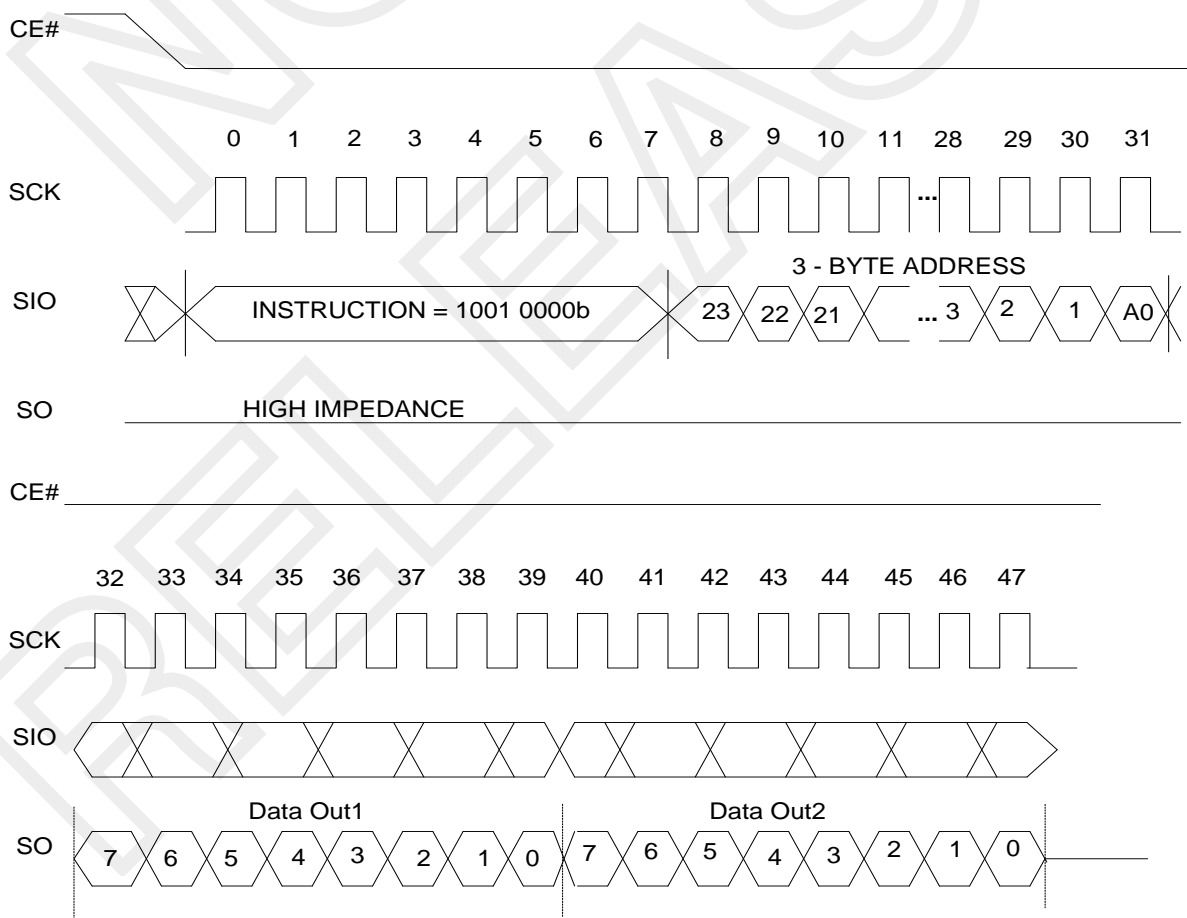 CE#
0 1 2 3 4 5 6 7 8 9 10 11 28 29 30 31
SCK ...
3 - BYTE ADDRESS
SIO INSTRUCTION = 1001 0000b 23 22 21 ... 3 2 1 A0
SO HIGH IMPEDANCE
CE#
32 33 34 35 36 37 38 39 40 41 42 43 44 45 46 47
SCK
SIO
Data Out1 Data Out2
SO 7 6 5 4 3 2 1 0 7 6 5 4 3 2 1 0